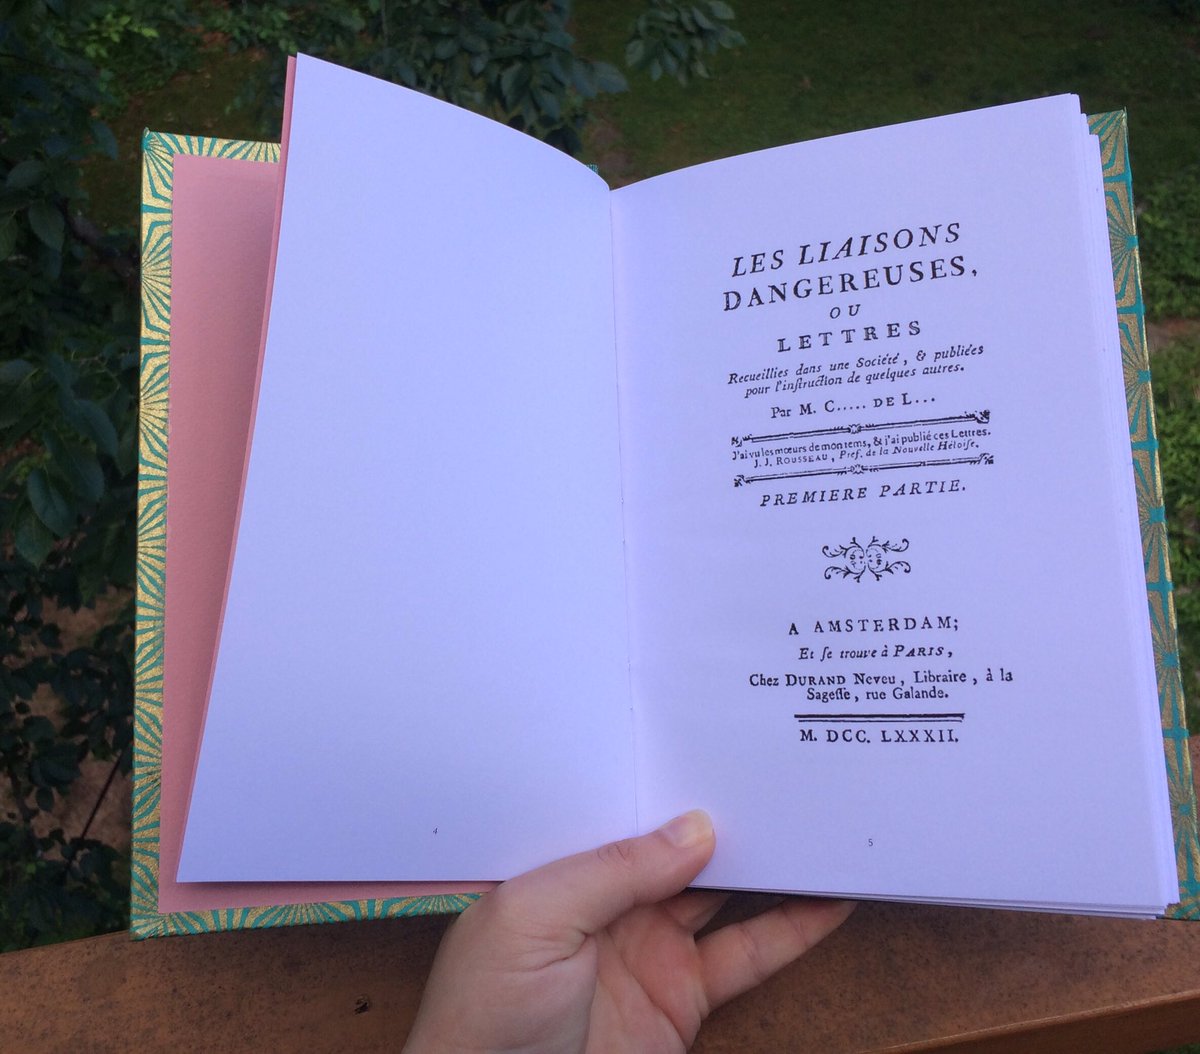 LES LIAISONS
DANGEREUSES,
OU
LETTRES
Recueillies dans une Société, & publiées
pour l'inſtruction de quelques autres.
Par M. C..... DE L...
J'ai vu les mœurs de mon tems, & j'ai publié ces Lettres.
J. J. ROUSSEAU, Préf. de la Nouvelle Héloïſe.
PREMIERE PARTIE.
A AMSTERDAM;
Et ſe trouve à PARIS,
Chez DURAND Neveu, Libraire, à la
Sageſſe, rue Galande.
M. DCC. LXXXII.
4
5